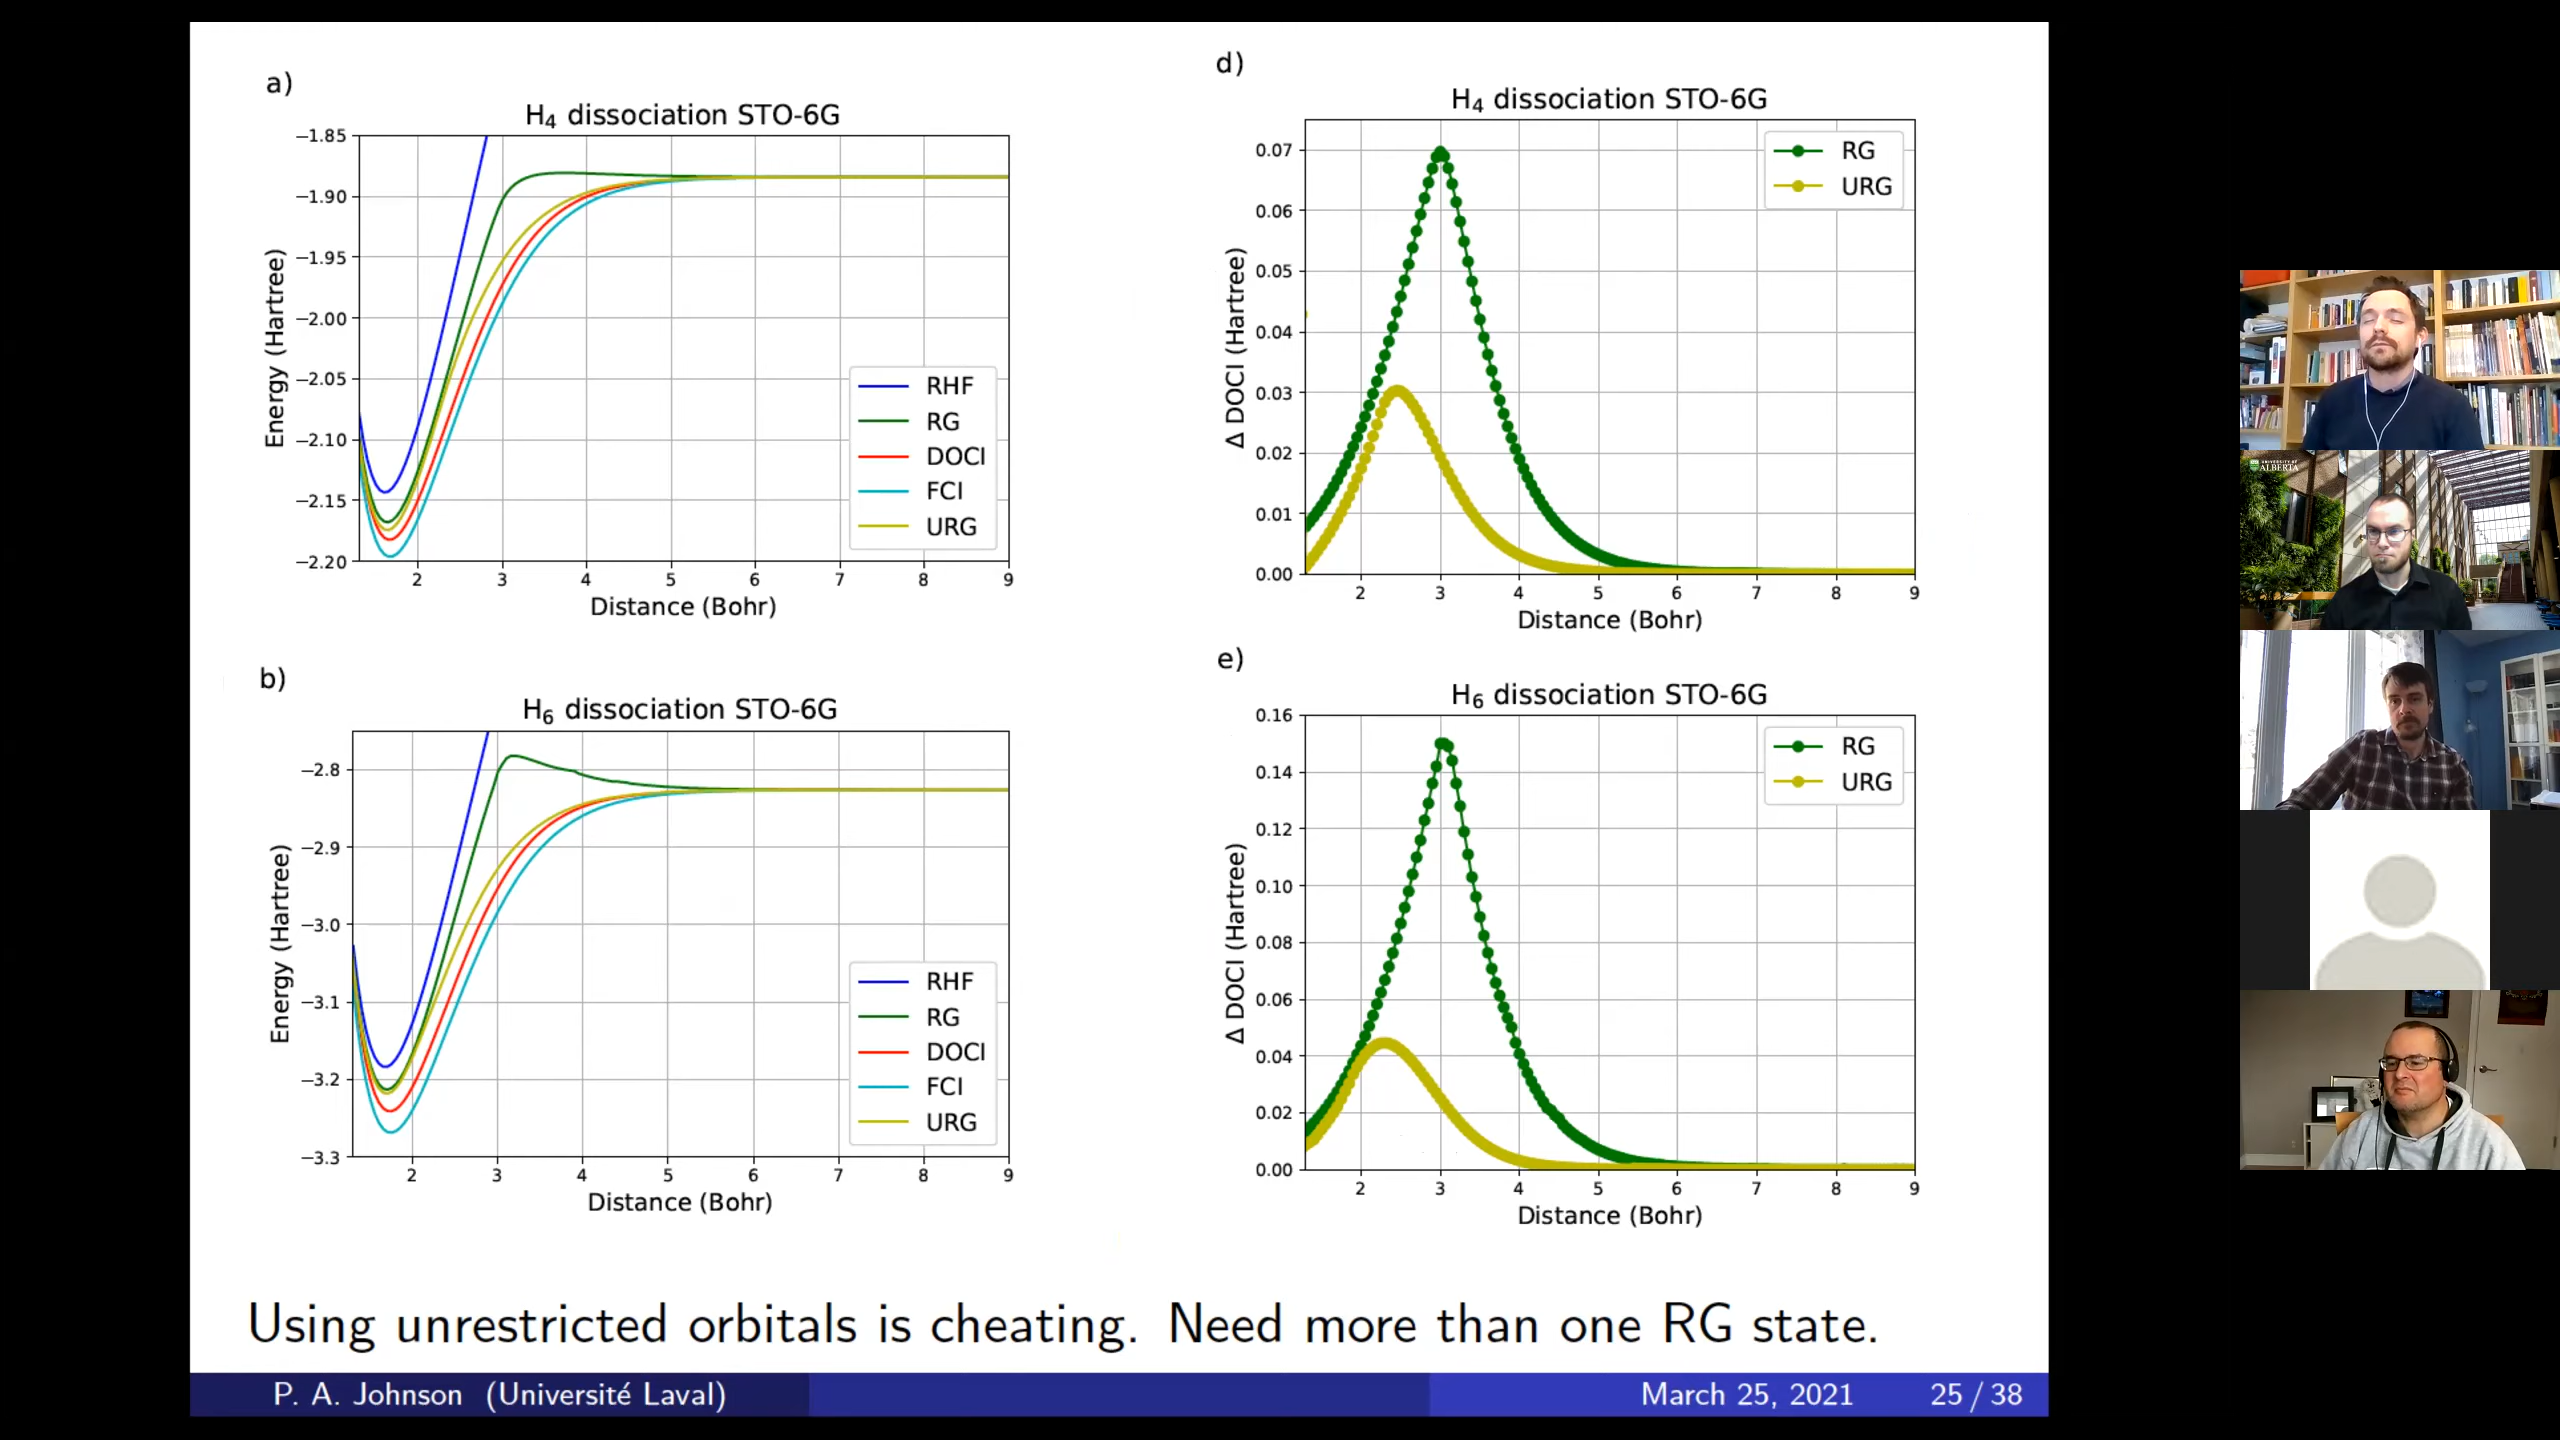 a)
H4 dissociation STO-6G
−1.85
−1.90
−1.95
−2.00
−2.05
−2.10
−2.15
−2.20
Energy (Hartree)
RHF
RG
DOCI
FCI
URG
2 3 4 5 6 7 8 9
Distance (Bohr)
d)
H4 dissociation STO-6G
0.07
0.06
0.05
0.04
0.03
0.02
0.01
0.00
Δ DOCI (Hartree)
RG
URG
2 3 4 5 6 7 8 9
Distance (Bohr)
b)
H6 dissociation STO-6G
−2.8
−2.9
−3.0
−3.1
−3.2
−3.3
Energy (Hartree)
RHF
RG
DOCI
FCI
URG
2 3 4 5 6 7 8 9
Distance (Bohr)
e)
H6 dissociation STO-6G
0.16
0.14
0.12
0.10
0.08
0.06
0.04
0.02
0.00
Δ DOCI (Hartree)
RG
URG
2 3 4 5 6 7 8 9
Distance (Bohr)
Using unrestricted orbitals is cheating. Need more than one RG state.
P. A. Johnson (Université Laval)
March 25, 2021
25 / 38
UNIVERSITY OF
ALBERTA